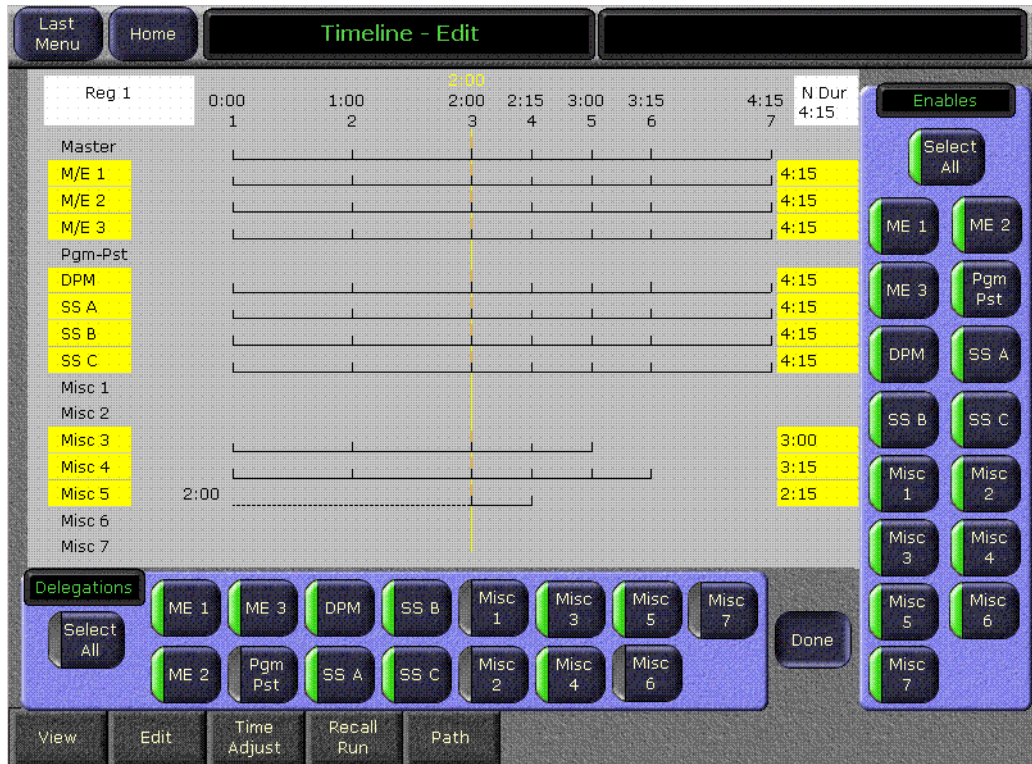 Last
Menu
Home
Timeline - Edit
2:00
Reg 1
0:00 1:00 2:00 2:15 3:00 3:15 4:15
N Dur
4:15
1 2 3 4 5 6 7
Master
M/E 1 4:15
M/E 2 4:15
M/E 3 4:15
Pgm-Pst
DPM 4:15
SS A 4:15
SS B 4:15
SS C 4:15
Misc 1
Misc 2
Misc 3 3:00
Misc 4 3:15
Misc 5 2:00 2:15
Misc 6
Misc 7
Enables
Select
All
ME 1
ME 2
ME 3
Pgm
Pst
DPM
SS A
SS B
SS C
Misc
1
Misc
2
Misc
3
Misc
4
Misc
5
Misc
6
Misc
7
Delegations
Select
All
ME 1
ME 3
DPM
SS B
Misc
1
Misc
3
Misc
5
Misc
7
ME 2
Pgm
Pst
SS A
SS C
Misc
2
Misc
4
Misc
6
Done
View
Edit
Time
Adjust
Recall
Run
Path